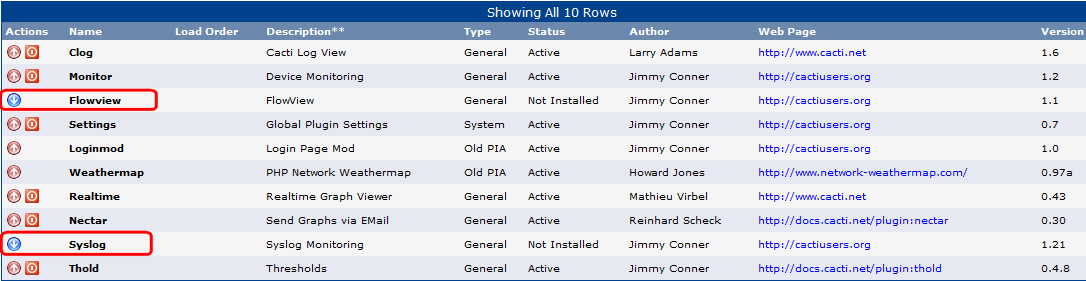 Showing All 10 Rows
Actions Name Load Order Description** Type Status Author Web Page Version
Clog Cacti Log View General Active Larry Adams http://www.cacti.net 1.6
Monitor Device Monitoring General Active Jimmy Conner http://cactiusers.org 1.2
Flowview FlowView General Not Installed Jimmy Conner http://cactiusers.org 1.1
Settings Global Plugin Settings System Active Jimmy Conner http://cactiusers.org 0.7
Loginmod Login Page Mod Old PIA Active Jimmy Conner http://cactiusers.org 1.0
Weathermap PHP Network Weathermap Old PIA Active Howard Jones http://www.network-weathermap.com/ 0.97a
Realtime Realtime Graph Viewer General Active Mathieu Virbel http://www.cacti.net 0.43
Nectar Send Graphs via EMail General Active Reinhard Scheck http://docs.cacti.net/plugin:nectar 0.30
Syslog Syslog Monitoring General Not Installed Jimmy Conner http://cactiusers.org 1.21
Thold Thresholds General Active Jimmy Conner http://docs.cacti.net/plugin:thold 0.4.8